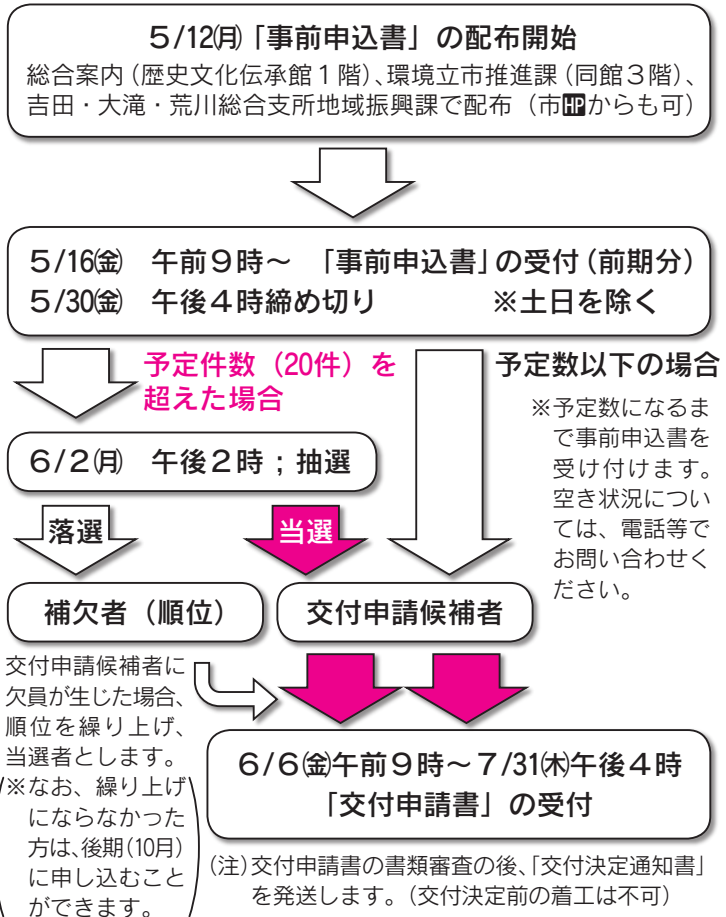 5/12㈪「事前申込書」の配布開始
総合案内(歴史文化伝承館1階)、環境立市推進課(同館3階)、
吉田・大滝・荒川総合支所地域振興課で配布(市HPからも可)
5/16㈮ 午前9時～ 「事前申込書」の受付(前期分)
5/30㈮ 午後4時締め切り ※土日を除く
予定件数(20件)を
超えた場合
予定数以下の場合
※予定数になるま
で事前申込書を
受け付けます。
空き状況につい
ては、電話等で
お問い合わせく
ださい。
6/2㈪ 午後2時；抽選
落選
当選
補欠者(順位)
交付申請候補者
交付申請候補者に
欠員が生じた場合、
順位を繰り上げ、
当選者とします。
(※なお、繰り上げ
にならなかった
方は、後期(10月)
に申し込むこと
ができます。)
6/6㈮午前9時～7/31㈭午後4時
「交付申請書」の受付
(注)交付申請書の書類審査の後、「交付決定通知書」
を発送します。(交付決定前の着工は不可)